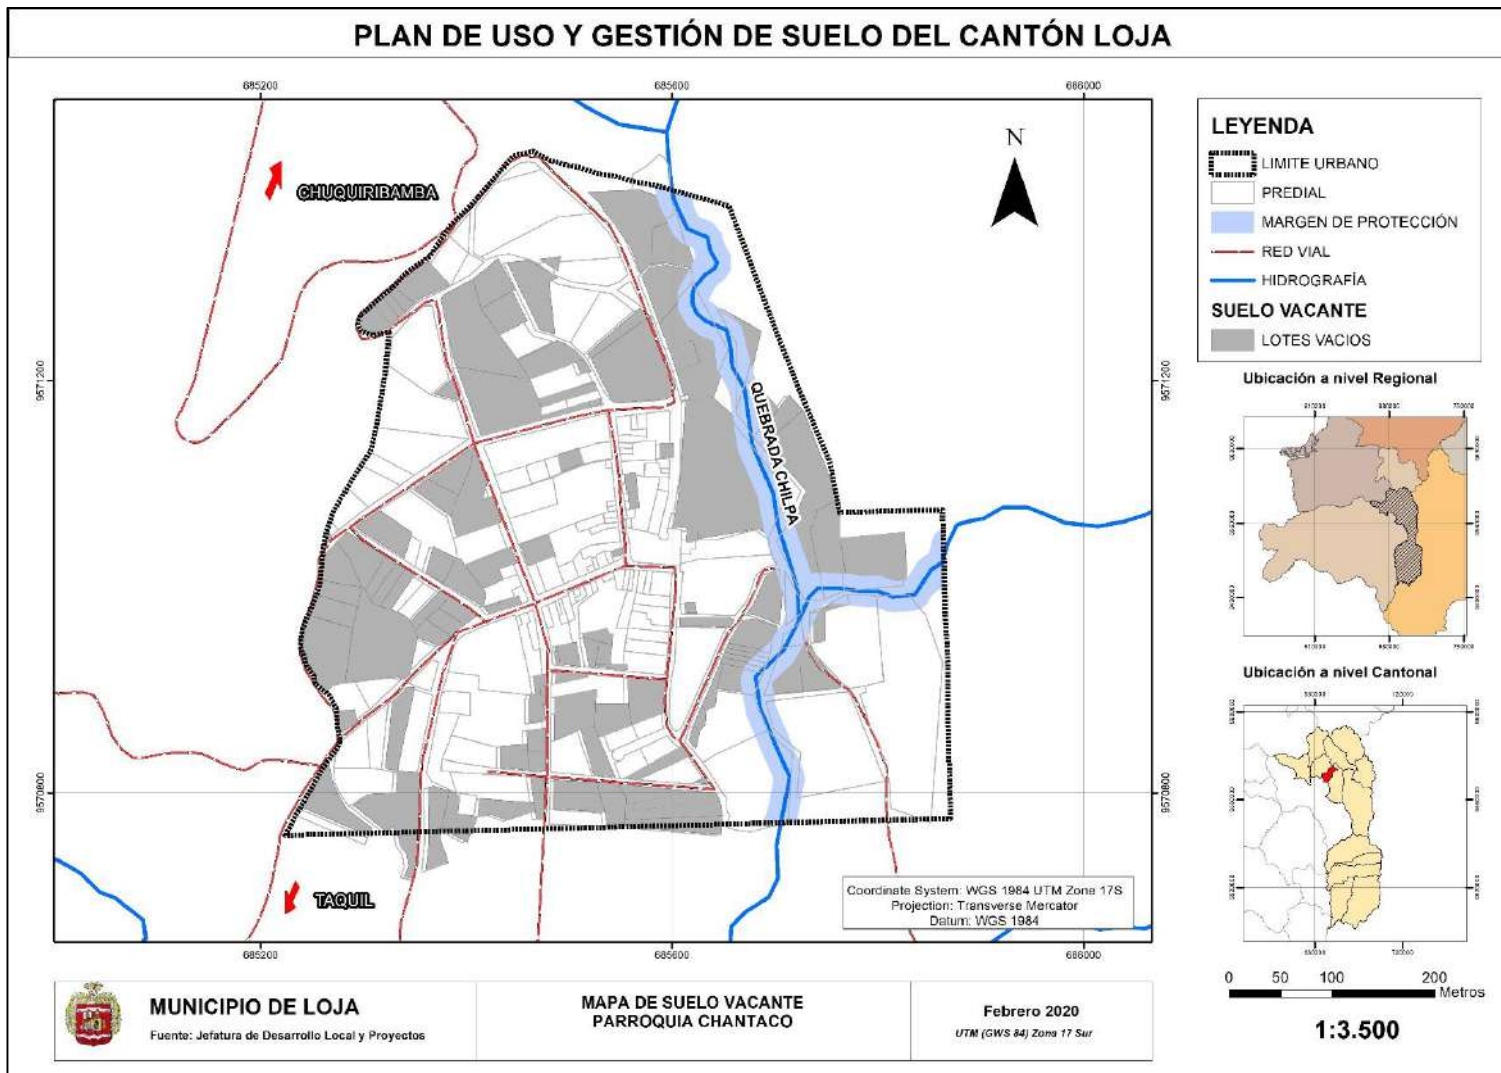 PLAN DE USO Y GESTIÓN DE SUELO DEL CANTÓN LOJA
685200
685600
686000
N
CHUQUIRIBAMBA
9571200
9571200
QUEBRADA CHILPA
9570800
9570800
TAQUIL
Coordinate System: WGS 1984 UTM Zone 17S
Projection: Transverse Mercator
Datum: WGS 1984
685200
685600
686000
LEYENDA
LIMITE URBANO
PREDIAL
MARGEN DE PROTECCIÓN
RED VIAL
HIDROGRAFÍA
SUELO VACANTE
LOTES VACIOS
Ubicación a nivel Regional
Ubicación a nivel Cantonal
0 50 100 200
Metros
1:3.500
MUNICIPIO DE LOJA
Fuente: Jefatura de Desarrollo Local y Proyectos
MAPA DE SUELO VACANTE
PARROQUIA CHANTACO
Febrero 2020
UTM (GWS 84) Zona 17 Sur